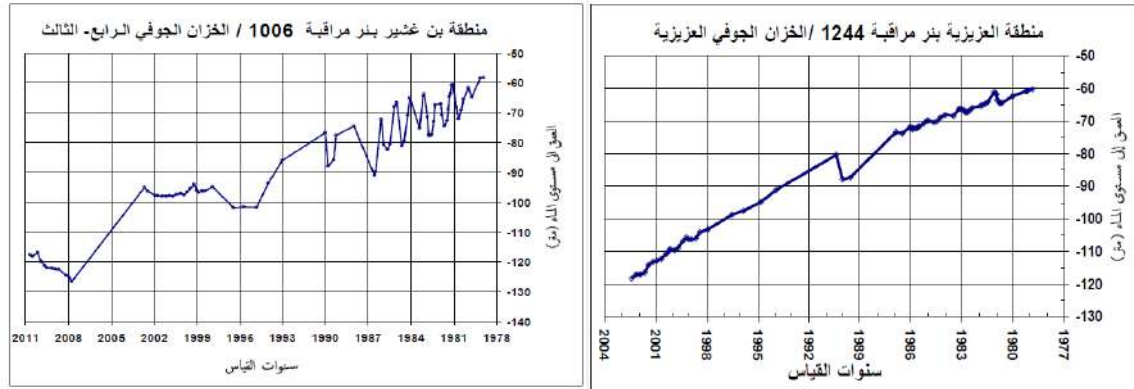 منطقة بن غشير بئر مراقبة 1006 / الخزان الجوفي الرابع- الثالث
-50
-60
-70
-80
-90
-100
-110
-120
-130
-140
العمق الى مستوى الماء (متر)
2011 2008 2005 2002 1999 1996 1993 1990 1987 1984 1981 1978
سنوات القياس
منطقة العزيزية بئر مراقبة 1244 /الخزان الجوفي العزيزية
-50
-60
-70
-80
-90
-100
-110
-120
-130
العمق إلى مستوى الماء (متر)
2004 2001 1998 1995 1992 1989 1986 1983 1980 1977
سنوات القياس